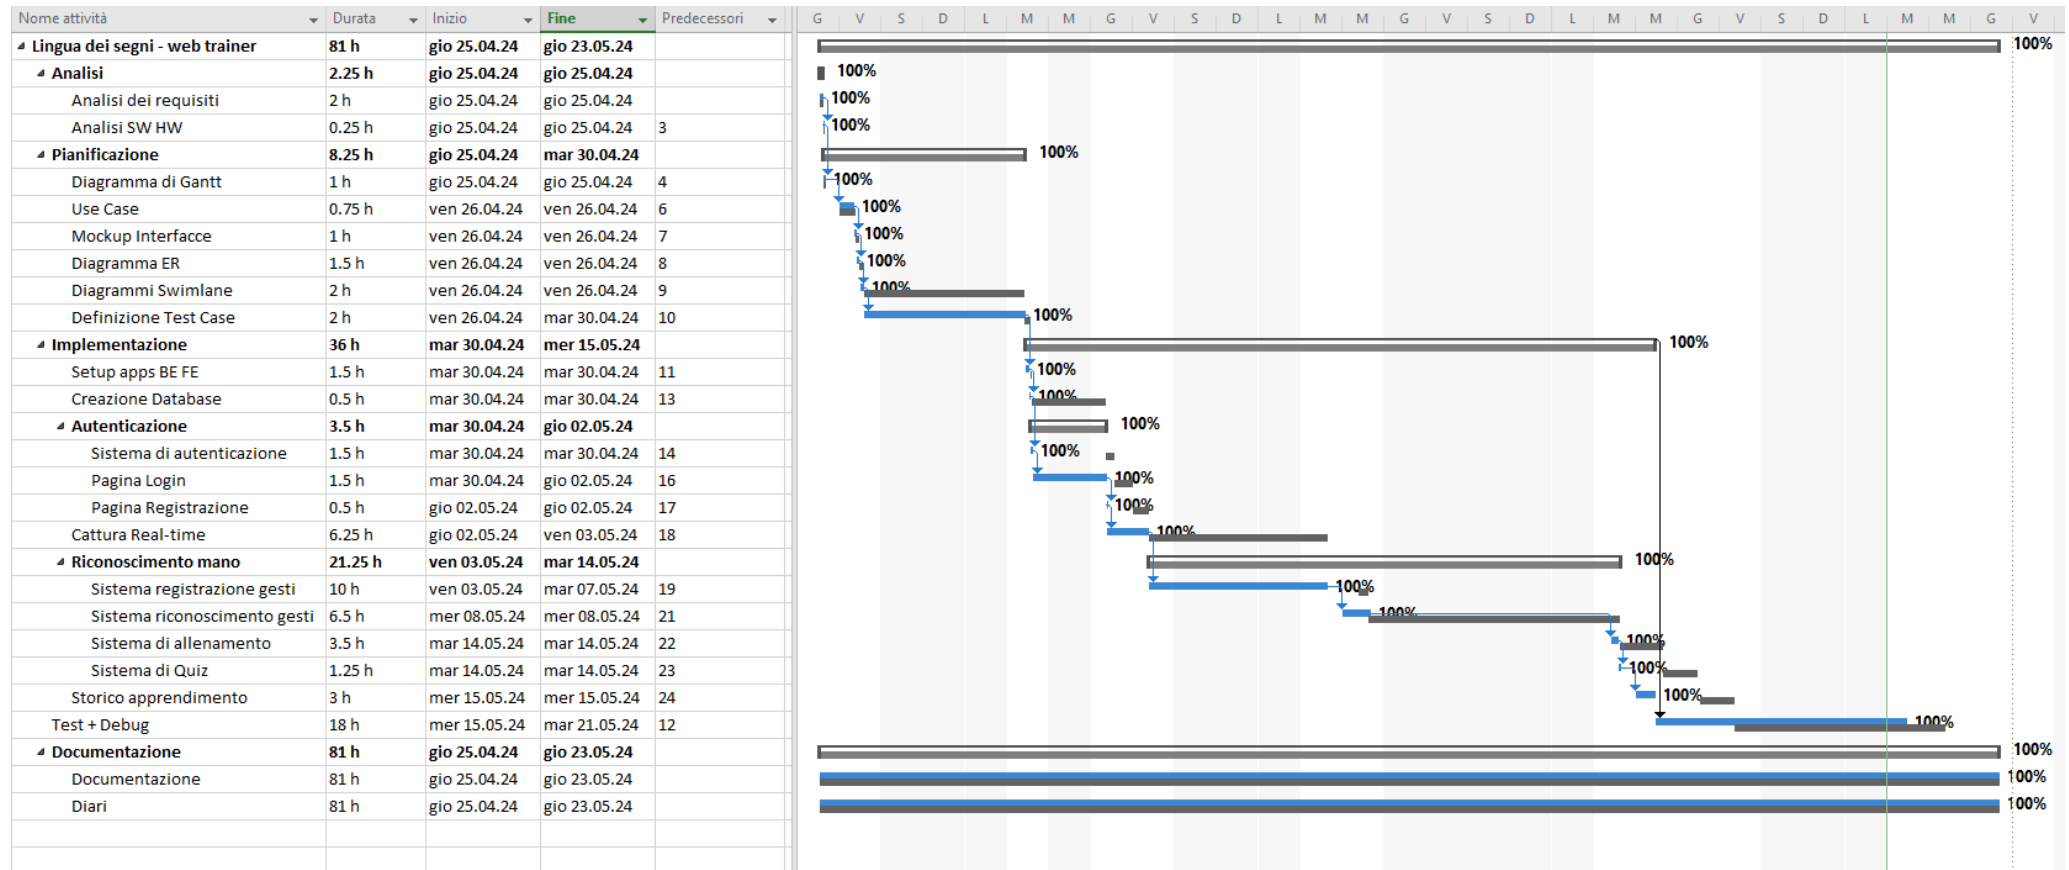 Nome attività Durata Inizio Fine Predecessori G V S D L M M G V S D L M M G V S D L M M G V S D L M M G V
Lingua dei segni - web trainer 81 h gio 25.04.24 gio 23.05.24 100%
Analisi 2.25 h gio 25.04.24 gio 25.04.24 100%
Analisi dei requisiti 2 h gio 25.04.24 gio 25.04.24 100%
Analisi SW HW 0.25 h gio 25.04.24 gio 25.04.24 3 100%
Pianificazione 8.25 h gio 25.04.24 mar 30.04.24 100%
Diagramma di Gantt 1 h gio 25.04.24 gio 25.04.24 4 100%
Use Case 0.75 h ven 26.04.24 ven 26.04.24 6 100%
Mockup Interfacce 1 h ven 26.04.24 ven 26.04.24 7 100%
Diagramma ER 1.5 h ven 26.04.24 ven 26.04.24 8 100%
Diagrammi Swimlane 2 h ven 26.04.24 ven 26.04.24 9 100%
Definizione Test Case 2 h ven 26.04.24 mar 30.04.24 10 100%
Implementazione 36 h mar 30.04.24 mer 15.05.24 100%
Setup apps BE FE 1.5 h mar 30.04.24 mar 30.04.24 11 100%
Creazione Database 0.5 h mar 30.04.24 mar 30.04.24 13 100%
Autenticazione 3.5 h mar 30.04.24 gio 02.05.24 100%
Sistema di autenticazione 1.5 h mar 30.04.24 mar 30.04.24 14 100%
Pagina Login 1.5 h mar 30.04.24 gio 02.05.24 16 100%
Pagina Registrazione 0.5 h gio 02.05.24 gio 02.05.24 17 100%
Cattura Real-time 6.25 h gio 02.05.24 ven 03.05.24 18 100%
Riconoscimento mano 21.25 h ven 03.05.24 mar 14.05.24 100%
Sistema registrazione gesti 10 h ven 03.05.24 mar 07.05.24 19 100%
Sistema riconoscimento gesti 6.5 h mer 08.05.24 mer 08.05.24 21 100%
Sistema di allenamento 3.5 h mar 14.05.24 mar 14.05.24 22 100%
Sistema di Quiz 1.25 h mar 14.05.24 mar 14.05.24 23 100%
Storico apprendimento 3 h mer 15.05.24 mer 15.05.24 24 100%
Test + Debug 18 h mer 15.05.24 mar 21.05.24 12 100%
Documentazione 81 h gio 25.04.24 gio 23.05.24 100%
Documentazione 81 h gio 25.04.24 gio 23.05.24 100%
Diari 81 h gio 25.04.24 gio 23.05.24 100%